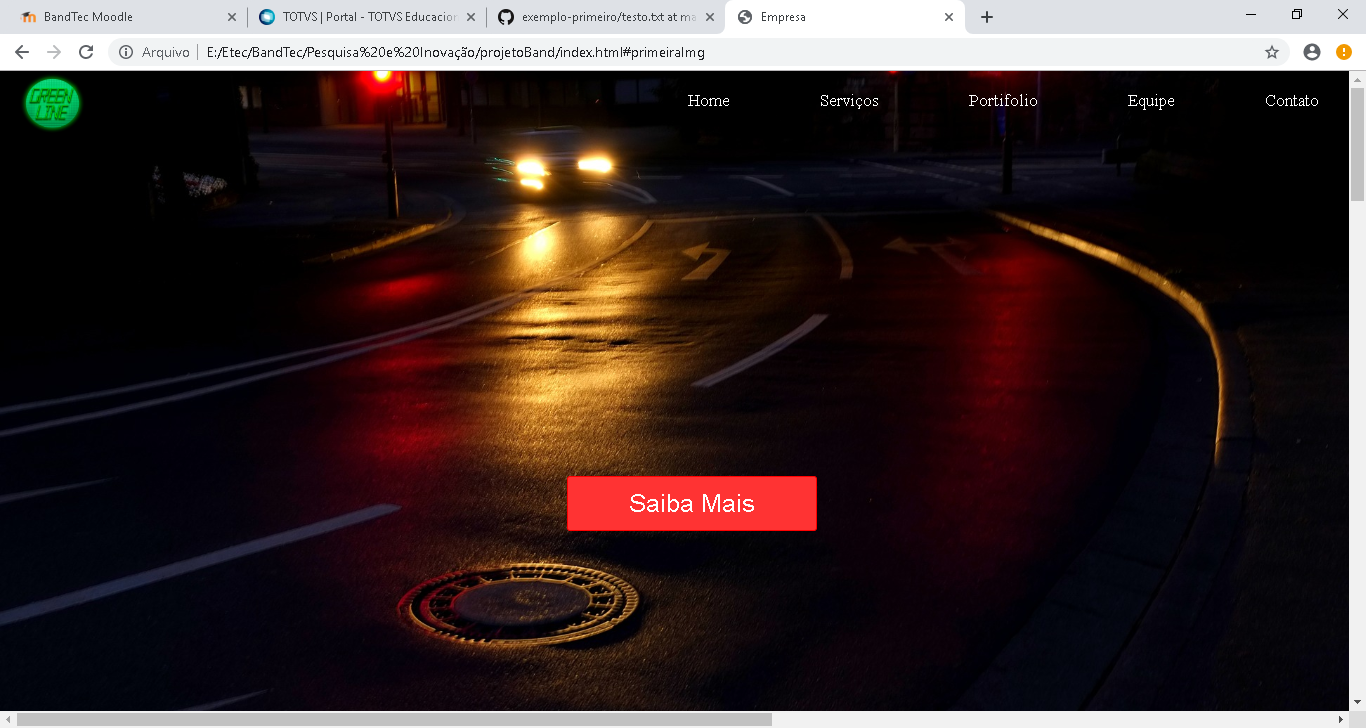 BandTec Moodle
TOTVS | Portal - TOTVS Educacion
exemplo-primeiro/testo.txt at ma
Empresa
Arquivo
E:/Etec/BandTec/Pesquisa%20e%20Inovação/projetoBand/index.html#primeiraImg
GREEN
LINE
Home
Serviços
Portifolio
Equipe
Contato
Saiba Mais